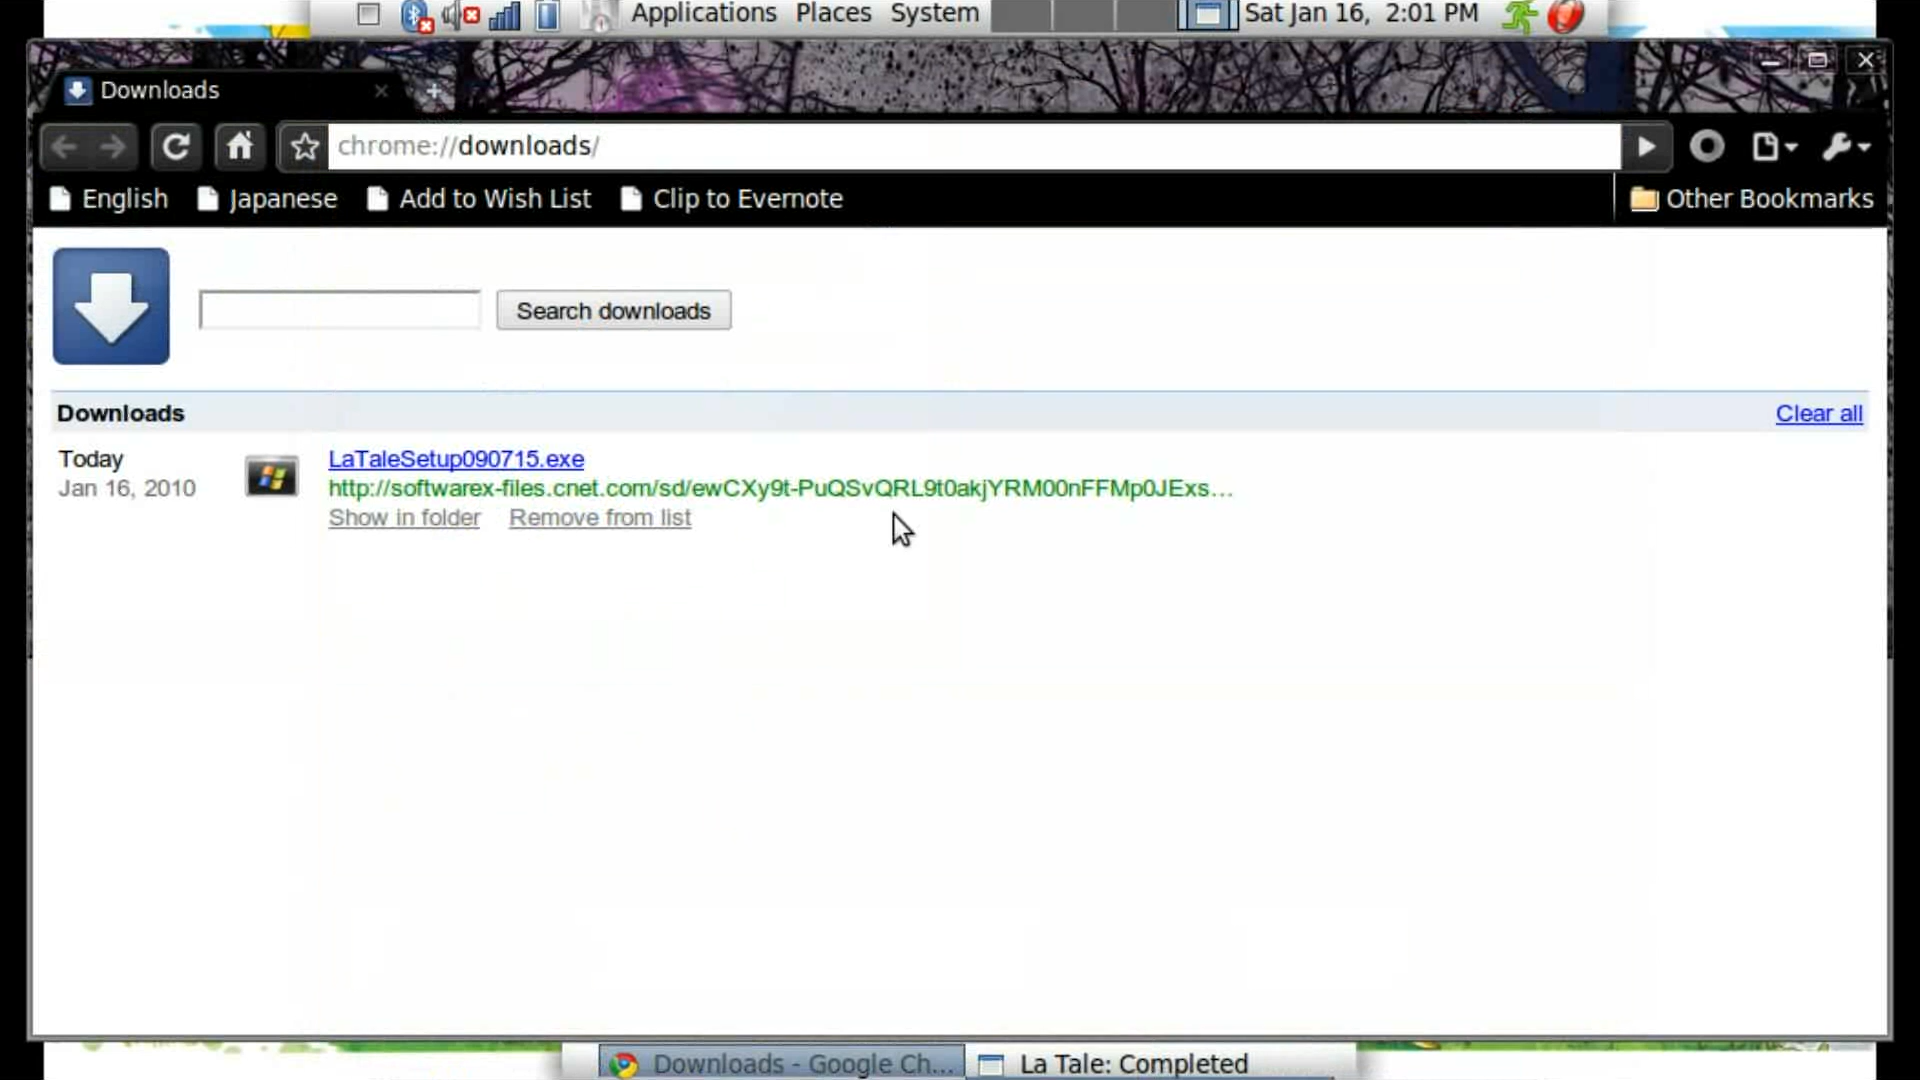 Applications Places System Sat Jan 16, 2:01 PM
Downloads
chrome://downloads/
English Japanese Add to Wish List Clip to Evernote Other Bookmarks
Search downloads
Downloads Clear all
Today LaTaleSetup090715.exe
Jan 16, 2010 http://softwarex-files.cnet.com/sd/ewCXy9t-PuQSvQRL9t0akjYRM00nFFMp0JExs...
Show in folder Remove from list
Downloads - Google Ch... La Tale: Completed